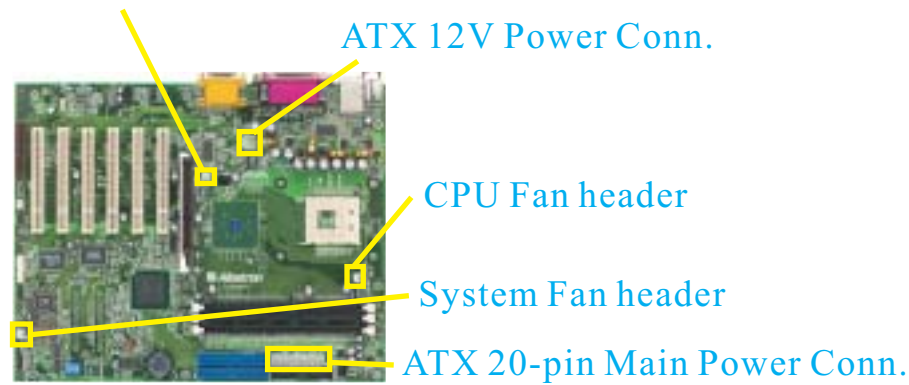 ATX 12V Power Conn.
CPU Fan header
System Fan header
ATX 20-pin Main Power Conn.